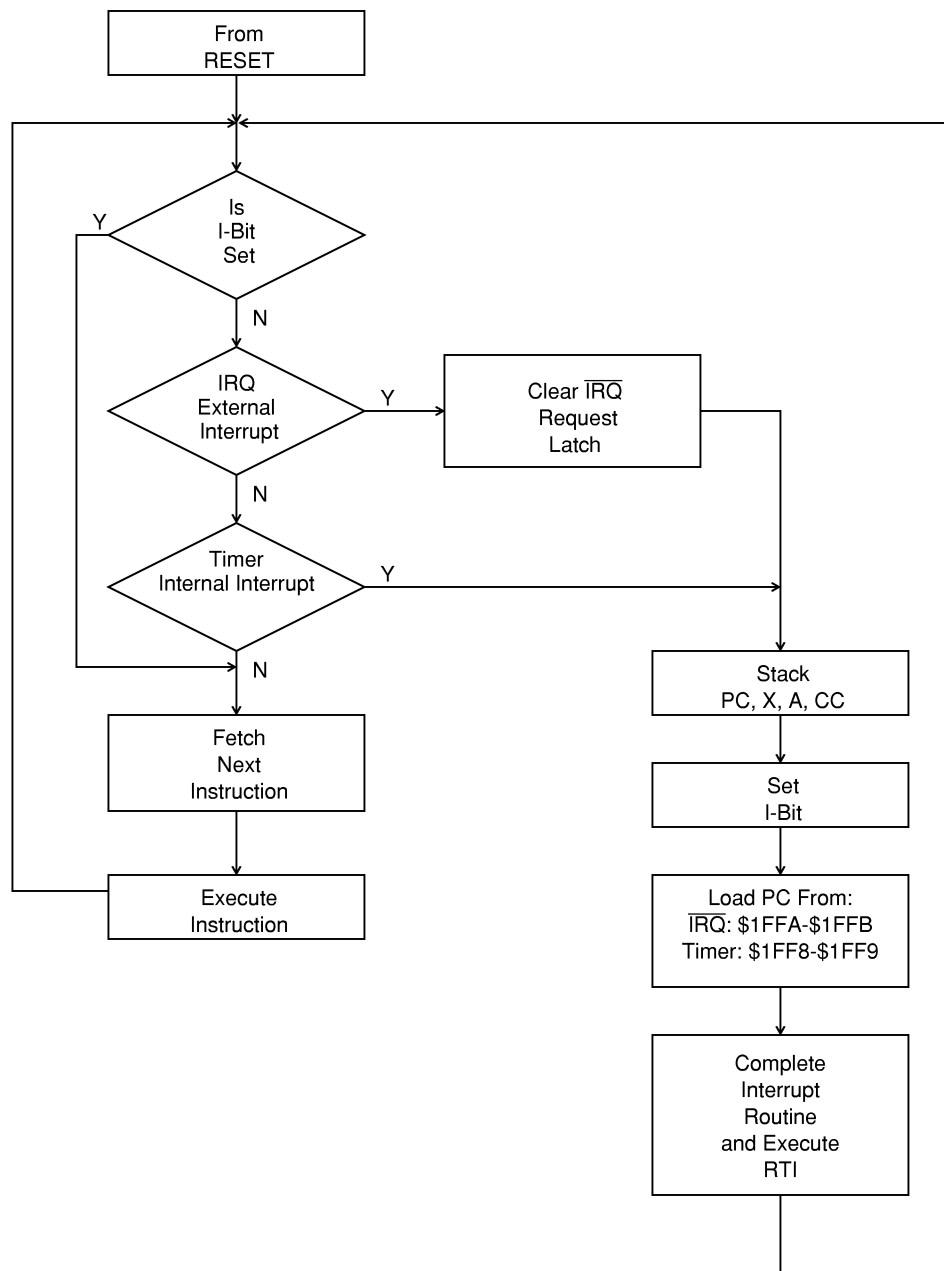 From
RESET
Is
I-Bit
Set
Y
N
IRQ
External
Interrupt
Y
Clear I̅R̅Q̅
Request
Latch
N
Timer
Internal Interrupt
Y
N
Stack
PC, X, A, CC
Fetch
Next
Instruction
Set
I-Bit
Execute
Instruction
Load PC From:
I̅R̅Q̅: $1FFA-$1FFB
Timer: $1FF8-$1FF9
Complete
Interrupt
Routine
and Execute
RTI